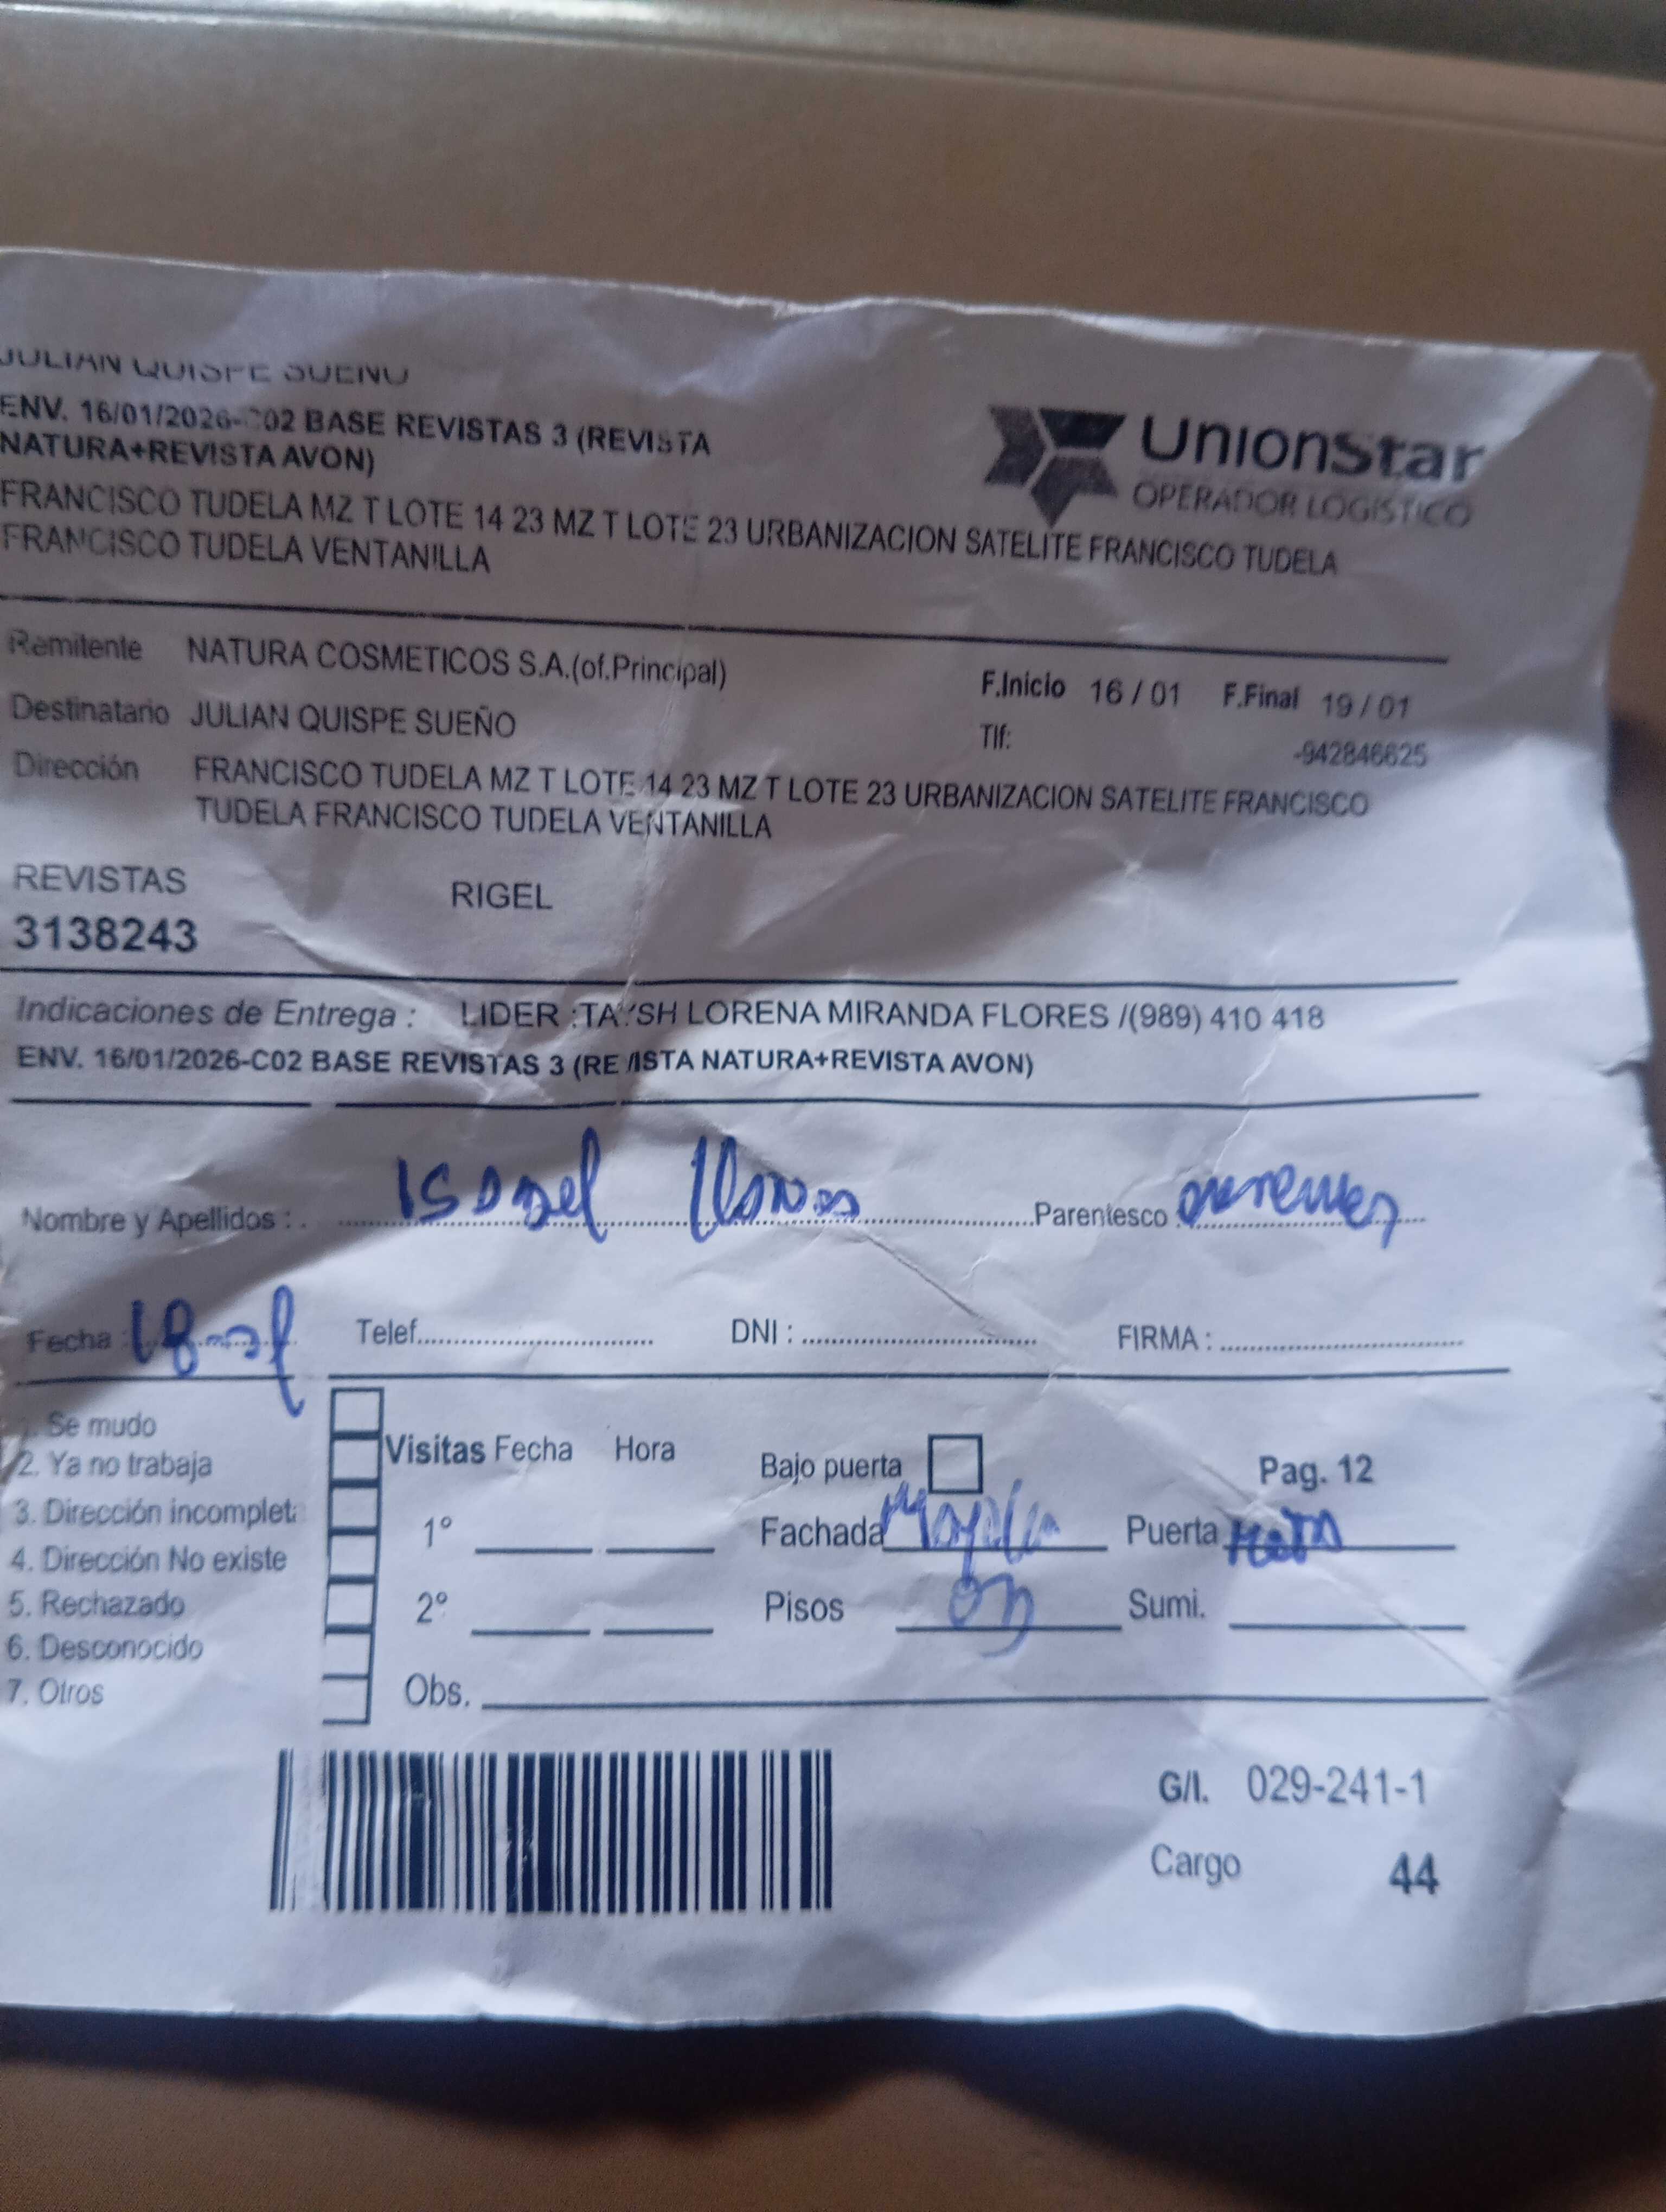 JULIAN QUISPE SUEÑO
ENV. 16/01/2026-C02 BASE REVISTAS 3 (REVISTA
NATURA+REVISTA AVON)
UnionStar
OPERADOR LOGISTICO
FRANCISCO TUDELA MZ T LOTE 14 23 MZ T LOTE 23 URBANIZACION SATELITE FRANCISCO TUDELA
FRANCISCO TUDELA VENTANILLA
Remitente NATURA COSMETICOS S.A.(of.Principal)
F.Inicio 16 / 01 F.Final 19 / 01
Destinatario JULIAN QUISPE SUEÑO
Tlf: -942846625
Dirección FRANCISCO TUDELA MZ T LOTE 14 23 MZ T LOTE 23 URBANIZACION SATELITE FRANCISCO
TUDELA FRANCISCO TUDELA VENTANILLA
REVISTAS RIGEL
3138243
Indicaciones de Entrega : LIDER : LORENA MIRANDA FLORES /(989) 410 418
ENV. 16/01/2026-C02 BASE REVISTAS 3 (REVISTA NATURA+REVISTA AVON)
Nombre y Apellidos : Isabel Parentesco
Fecha : 18-01 Telef. DNI : FIRMA :
1. Se mudo
2. Ya no trabaja
3. Dirección incompleta
4. Dirección No existe
5. Rechazado
6. Desconocido
7. Otros
Visitas Fecha Hora Bajo puerta Pag. 12
1° Fachada Puerta
2° Pisos 03 Sumi.
Obs.
G/I. 029-241-1
Cargo 44